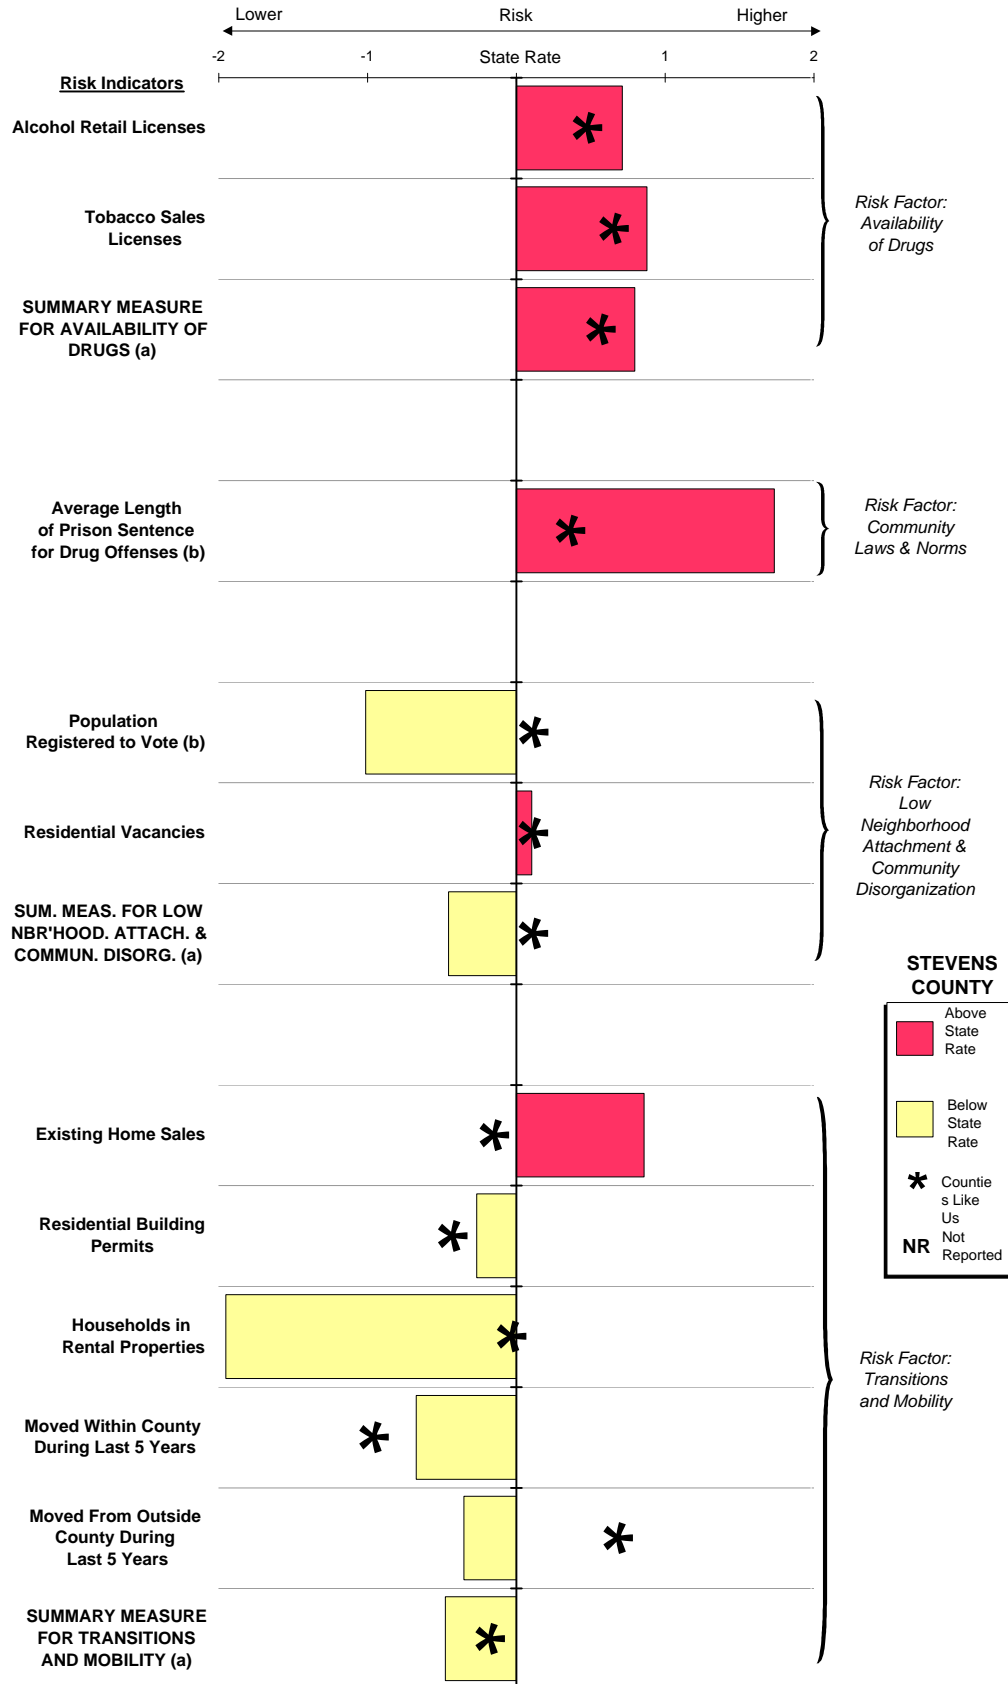 Lower Risk Higher
-2 -1 State Rate 1 2
Risk Indicators
Alcohol Retail Licenses
Tobacco Sales
Licenses
SUMMARY MEASURE
FOR AVAILABILITY OF
DRUGS (a)
Risk Factor:
Availability
of Drugs
Average Length
of Prison Sentence
for Drug Offenses (b)
Risk Factor:
Community
Laws & Norms
Population
Registered to Vote (b)
Residential Vacancies
SUM. MEAS. FOR LOW
NBR'HOOD. ATTACH. &
COMMUN. DISORG. (a)
Risk Factor:
Low
Neighborhood
Attachment &
Community
Disorganization
STEVENS
COUNTY
Above
State
Rate
Below
State
Rate
* Countie
s Like
Us
NR Not
Reported
Existing Home Sales
Residential Building
Permits
Households in
Rental Properties
Moved Within County
During Last 5 Years
Moved From Outside
County During
Last 5 Years
SUMMARY MEASURE
FOR TRANSITIONS
AND MOBILITY (a)
Risk Factor:
Transitions
and Mobility